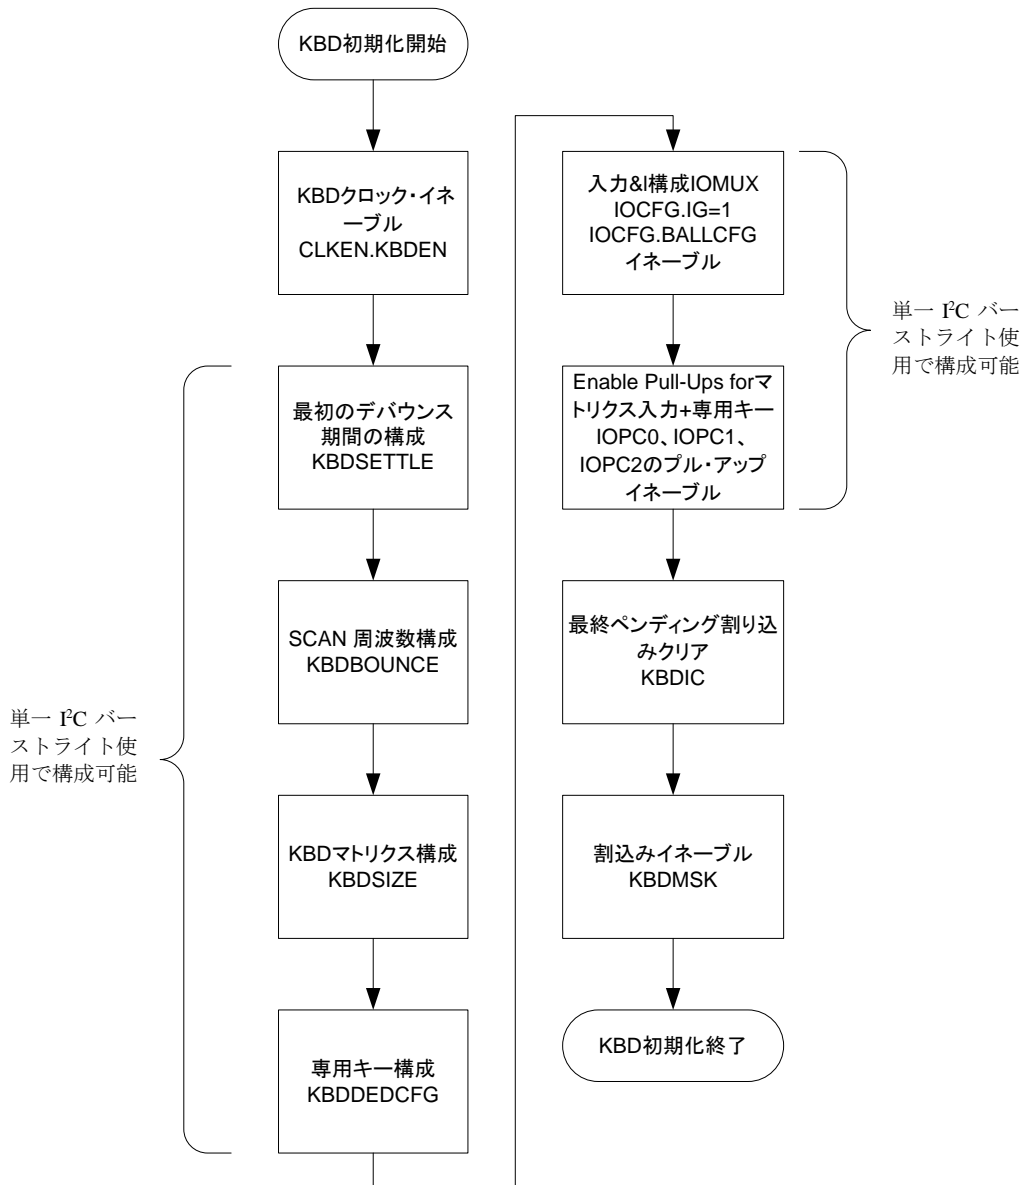 KBD初期化開始
KBDクロック・イネ
ーブル
CLKEN.KBDEN
最初のデバウンス
期間の構成
KBDSETTLE
SCAN 周波数構成
KBDBOUNCE
KBDマトリクス構成
KBDSIZE
専用キー構成
KBDDEDCFG
単一 I²C バー
ストライト使
用で構成可能
入力&I構成IOMUX
IOCFG.IG=1
IOCFG.BALLCFG
イネーブル
Enable Pull-Ups forマ
トリクス入力+専用キー
IOPC0、IOPC1、
IOPC2のプル・アップ
イネーブル
単一 I²C バー
ストライト使
用で構成可能
最終ペンディング割り込
みクリア
KBDIC
割込みイネーブル
KBDMSK
KBD初期化終了